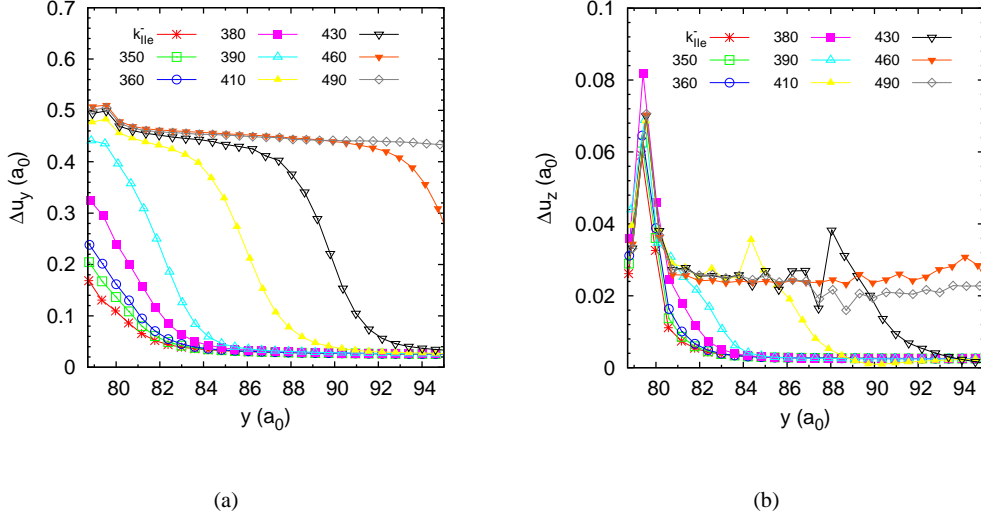 0.7
0.6
0.5
0.4
0.3
0.2
0.1
0
80 82 84 86 88 90 92 94
Δu_y (a_0)
y (a_0)
k^-_IIe 380 430
350 390 460
360 410 490
0.1
0.08
0.06
0.04
0.02
0
80 82 84 86 88 90 92 94
Δu_z (a_0)
y (a_0)
k^-_IIe 380 430
350 390 460
360 410 490
(a)
(b)